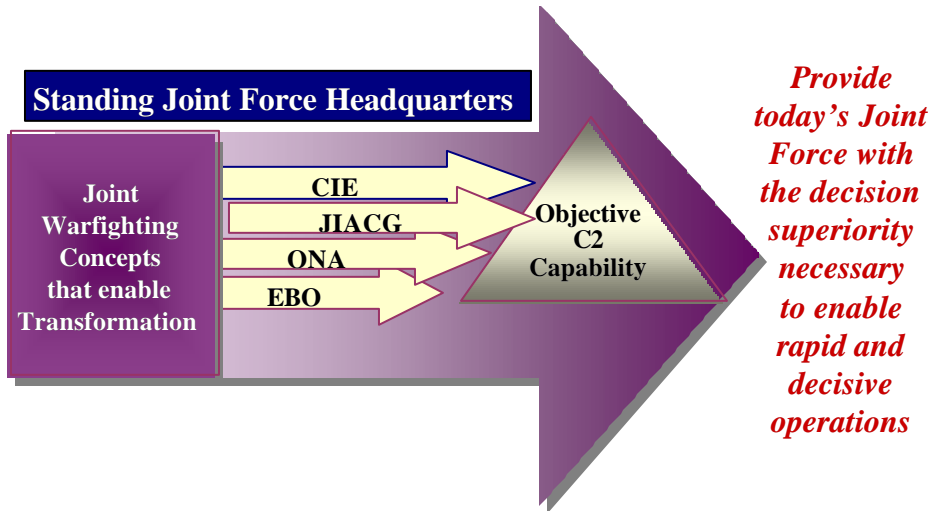 Standing Joint Force Headquarters
Joint
Warfighting
Concepts
that enable
Transformation
CIE
JIACG
ONA
EBO
Objective
C2
Capability
Provide
today's Joint
Force with
the decision
superiority
necessary
to enable
rapid and
decisive
operations